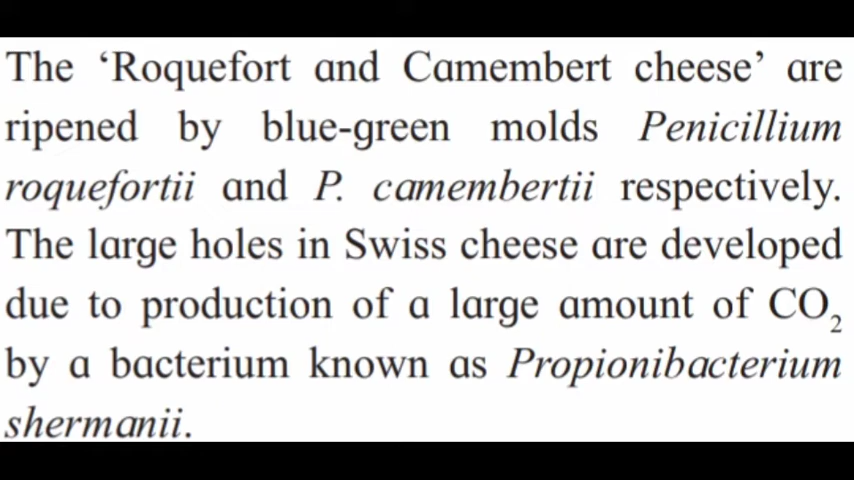 The ‘Roquefort and Camembert cheese’ are
ripened by blue-green molds Penicillium
roquefortii and P. camembertii respectively.
The large holes in Swiss cheese are developed
due to production of a large amount of CO₂
by a bacterium known as Propionibacterium
shermanii.